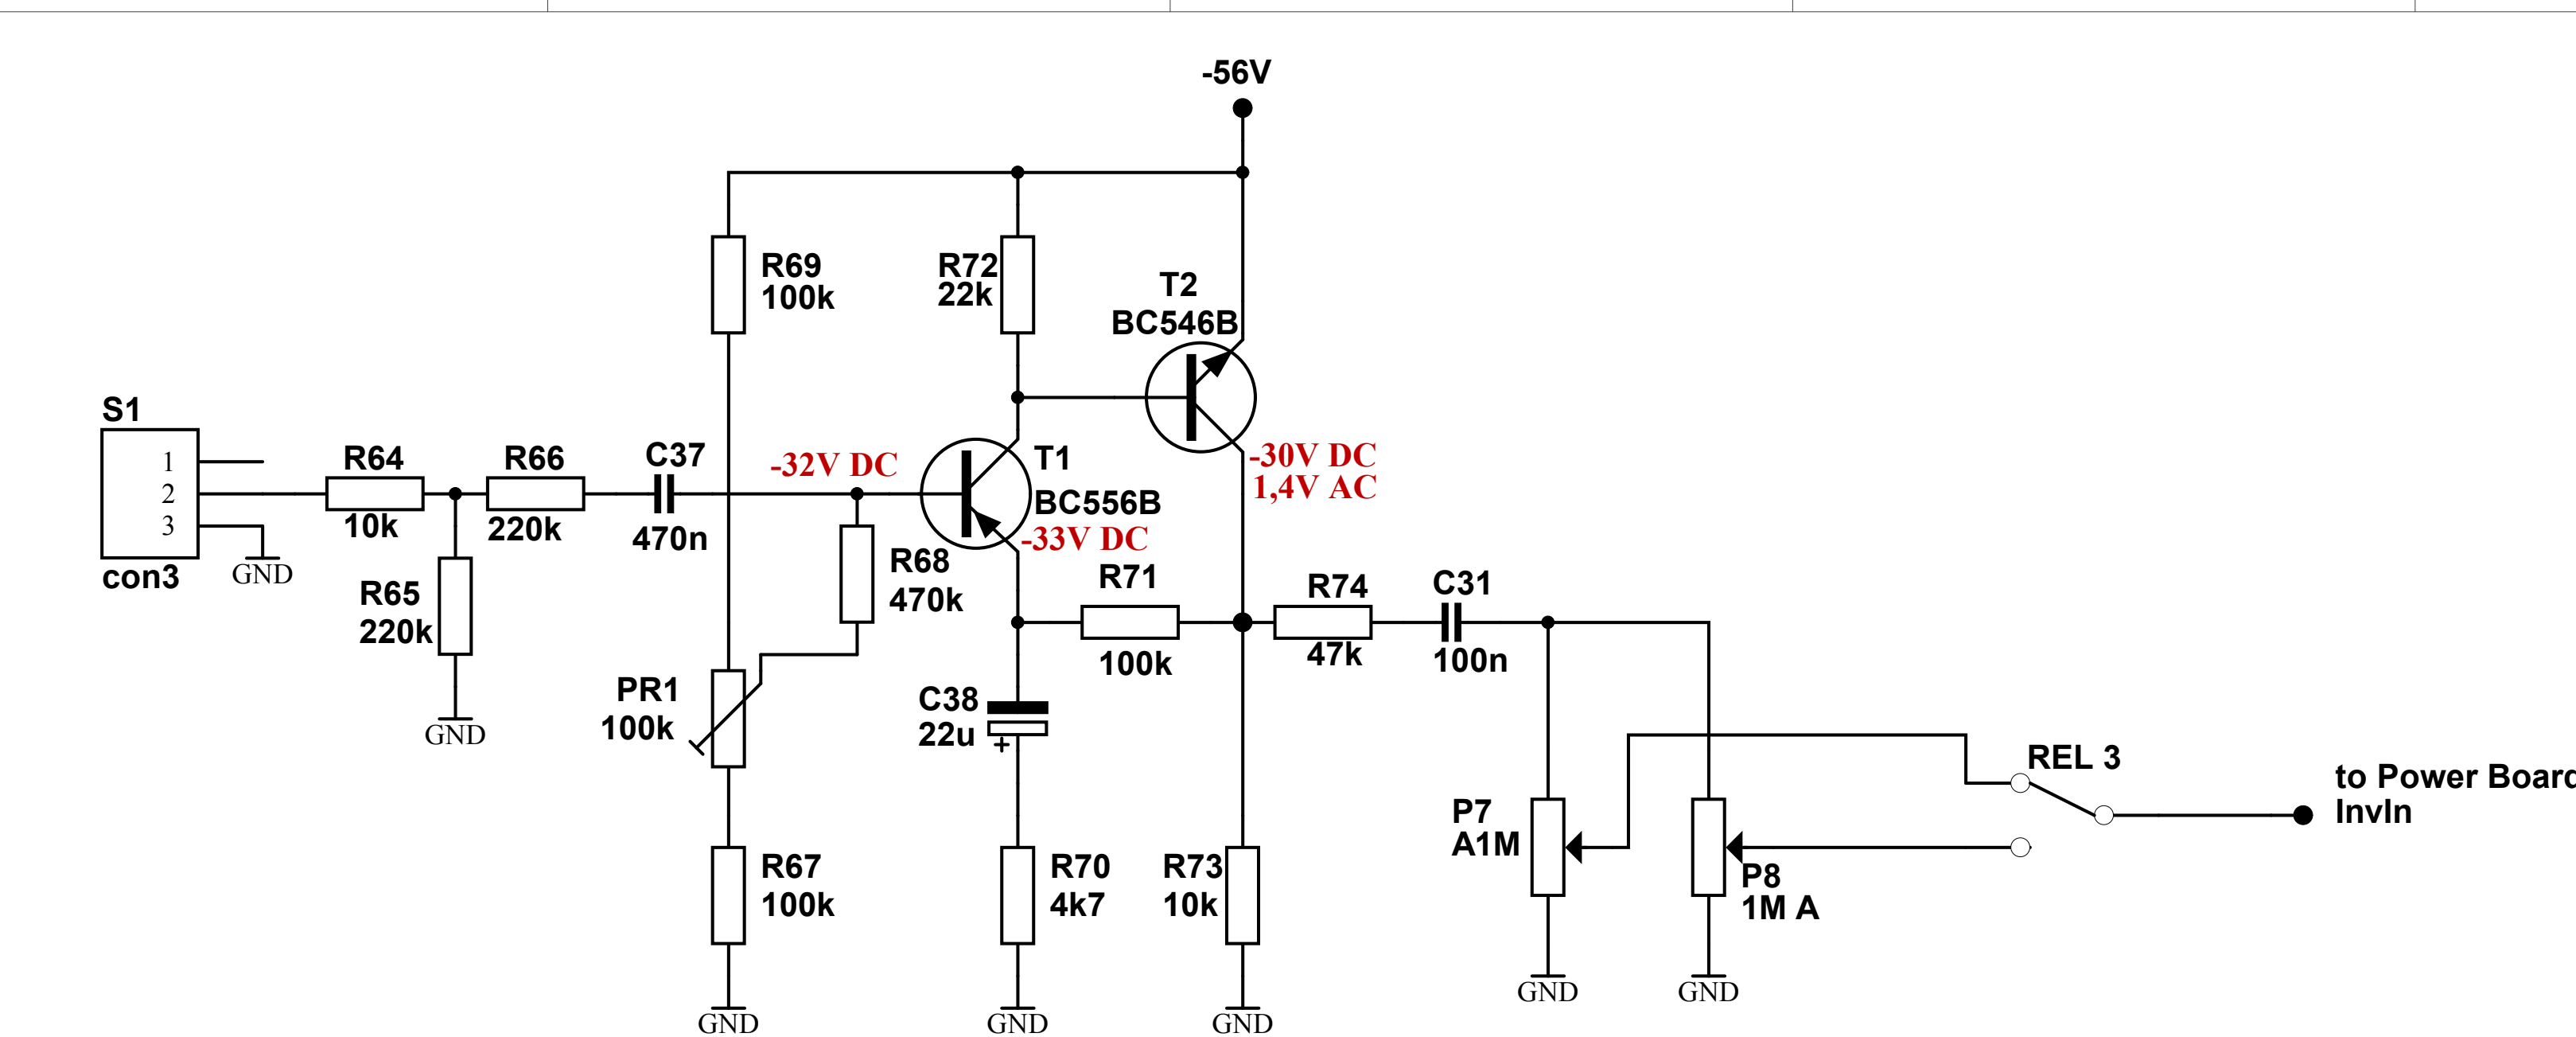 -56V
R69
100k
R72
22k
T2
BC546B
S1
1
2
3
con3
GND
R64
10k
R65
220k
GND
R66
220k
C37
470n
-32V DC
T1
BC556B
-33V DC
-30V DC
1,4V AC
R68
470k
R71
100k
R74
47k
C31
100n
PR1
100k
C38
22u
+
R67
100k
GND
R70
4k7
GND
R73
10k
GND
P7
A1M
GND
P8
1M A
GND
REL 3
to Power Board
InvIn